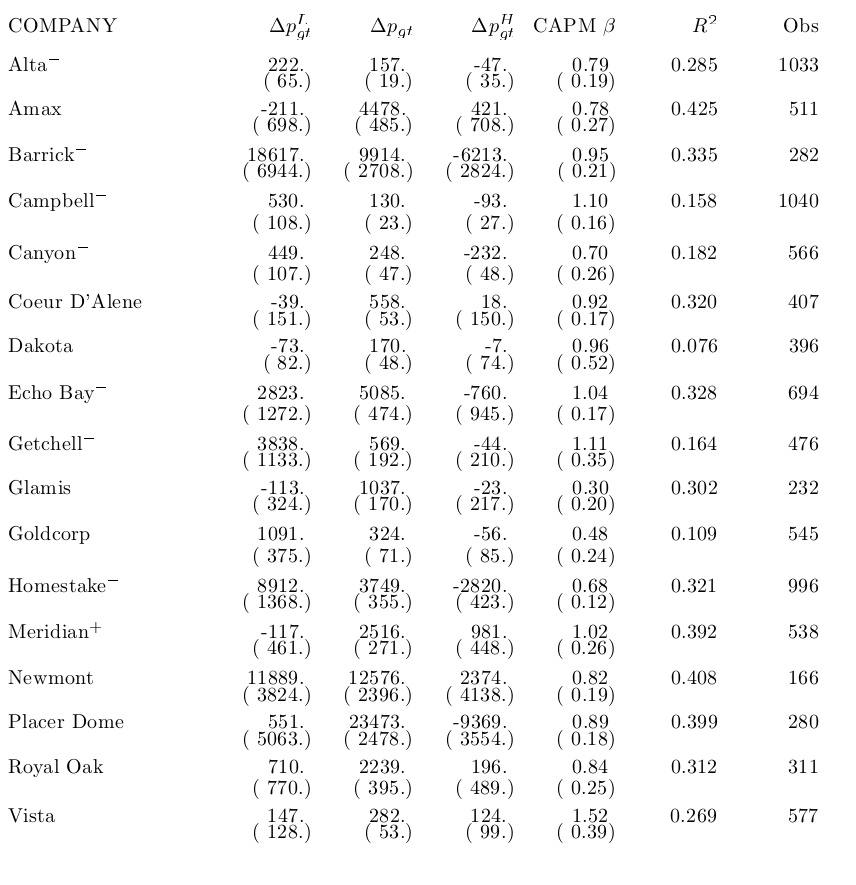 COMPANY Δp^I_gt Δp_gt Δp^H_gt CAPM β R² Obs
Alta⁻ 222. 157. -47. 0.79 0.285 1033
( 65.) ( 19.) ( 35.) ( 0.19)
Amax -211. 4478. 421. 0.78 0.425 511
( 698.) ( 485.) ( 708.) ( 0.27)
Barrick⁻ 18617. 9914. -6213. 0.95 0.335 282
( 6944.) ( 2708.) ( 2824.) ( 0.21)
Campbell⁻ 530. 130. -93. 1.10 0.158 1040
( 108.) ( 23.) ( 27.) ( 0.16)
Canyon⁻ 449. 248. -232. 0.70 0.182 566
( 107.) ( 47.) ( 48.) ( 0.26)
Coeur D'Alene -39. 558. 18. 0.92 0.320 407
( 151.) ( 53.) ( 150.) ( 0.17)
Dakota -73. 170. -7. 0.96 0.076 396
( 82.) ( 48.) ( 74.) ( 0.52)
Echo Bay⁻ 2823. 5085. -760. 1.04 0.328 694
( 1272.) ( 474.) ( 945.) ( 0.17)
Getchell⁻ 3838. 569. -44. 1.11 0.164 476
( 1133.) ( 192.) ( 210.) ( 0.35)
Glamis -113. 1037. -23. 0.30 0.302 232
( 324.) ( 170.) ( 217.) ( 0.20)
Goldcorp 1091. 324. -56. 0.48 0.109 545
( 375.) ( 71.) ( 85.) ( 0.24)
Homestake⁻ 8912. 3749. -2820. 0.68 0.321 996
( 1368.) ( 355.) ( 423.) ( 0.12)
Meridian⁺ -117. 2516. 981. 1.02 0.392 538
( 461.) ( 271.) ( 448.) ( 0.26)
Newmont 11889. 12576. 2374. 0.82 0.408 166
( 3824.) ( 2396.) ( 4138.) ( 0.19)
Placer Dome 551. 23473. -9369. 0.89 0.399 280
( 5063.) ( 2478.) ( 3554.) ( 0.18)
Royal Oak 710. 2239. 196. 0.84 0.312 311
( 770.) ( 395.) ( 489.) ( 0.25)
Vista 147. 282. 124. 1.52 0.269 577
( 128.) ( 53.) ( 99.) ( 0.39)